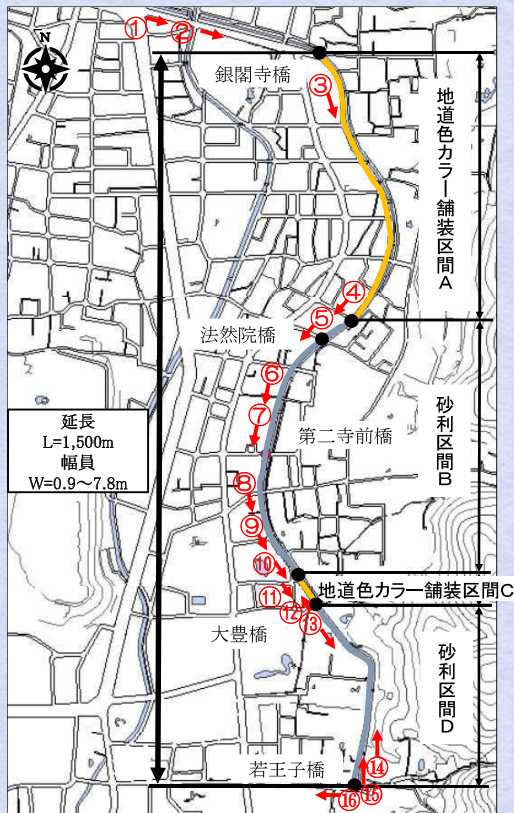 N
①
②
銀閣寺橋
③
地道色カラー舗装区間A
④
⑤
法然院橋
⑥
⑦
第二寺前橋
砂利区間B
延長
L=1,500m
幅員
W=0.9～7.8m
⑧
⑨
⑩
地道色カラー舗装区間C
⑪
⑫
⑬
大豊橋
砂利区間D
⑭
若王子橋
⑮
⑯